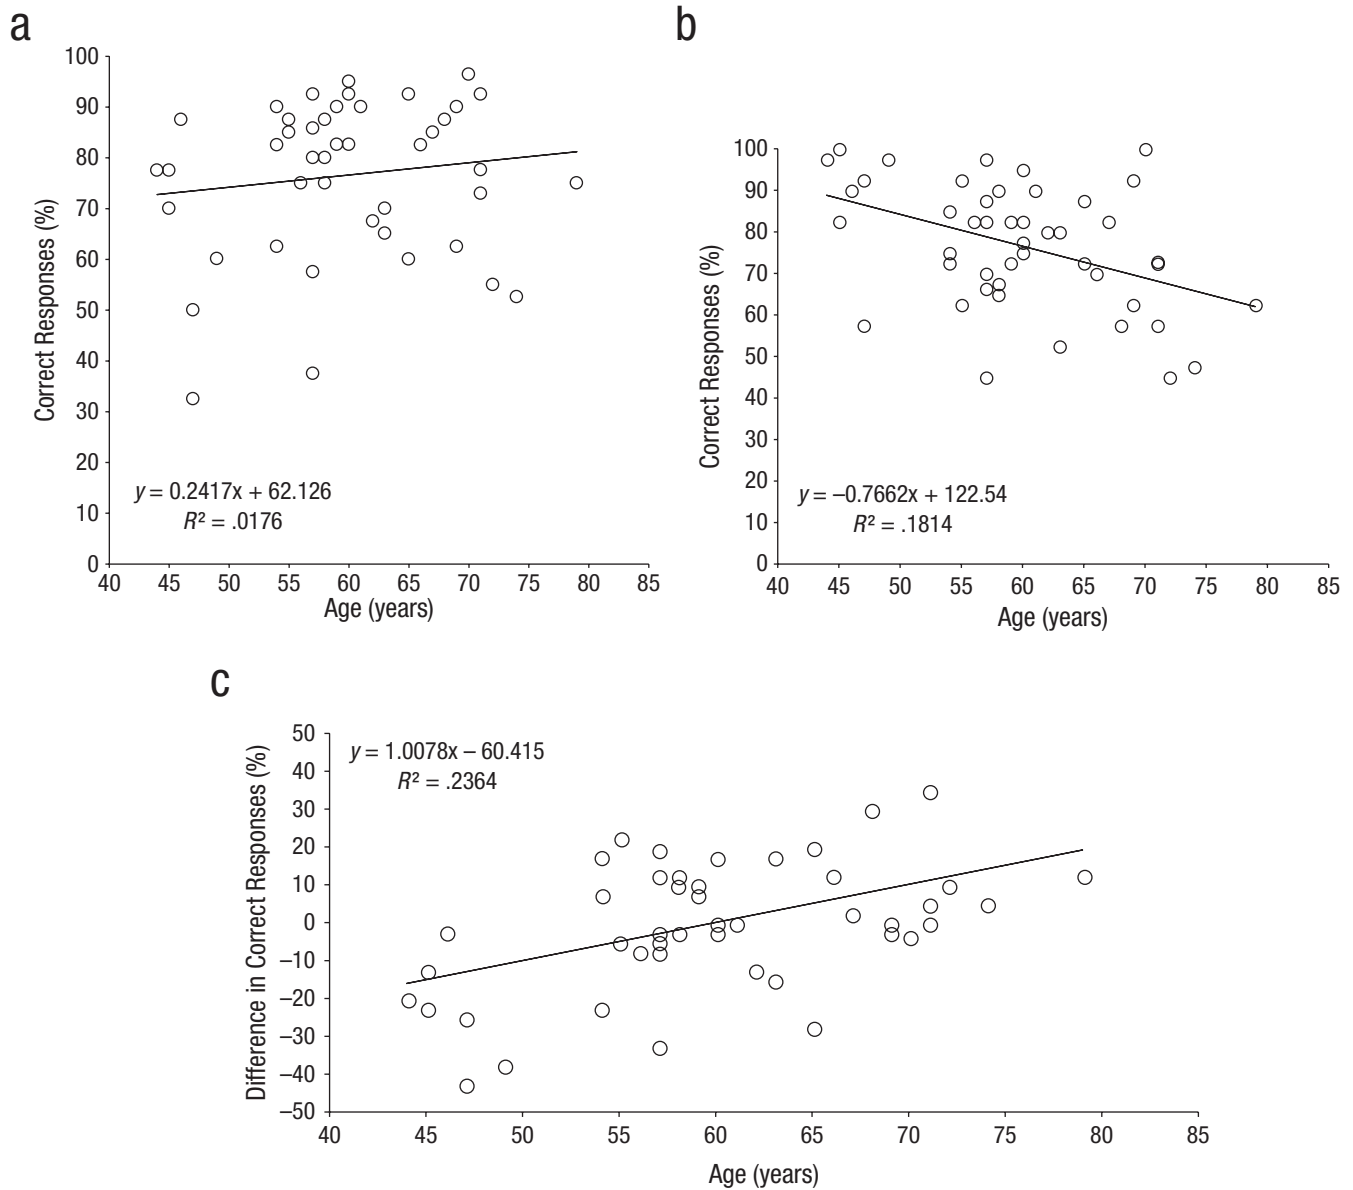 a
100
90
80
70
60
50
40
30
20
10
0
Correct Responses (%)
y = 0.2417x + 62.126
R² = .0176
40 45 50 55 60 65 70 75 80 85
Age (years)
b
100
90
80
70
60
50
40
30
20
10
0
Correct Responses (%)
y = –0.7662x + 122.54
R² = .1814
40 45 50 55 60 65 70 75 80 85
Age (years)
c
50
40
30
20
10
0
–10
–20
–30
–40
–50
Difference in Correct Responses (%)
y = 1.0078x – 60.415
R² = .2364
40 45 50 55 60 65 70 75 80 85
Age (years)